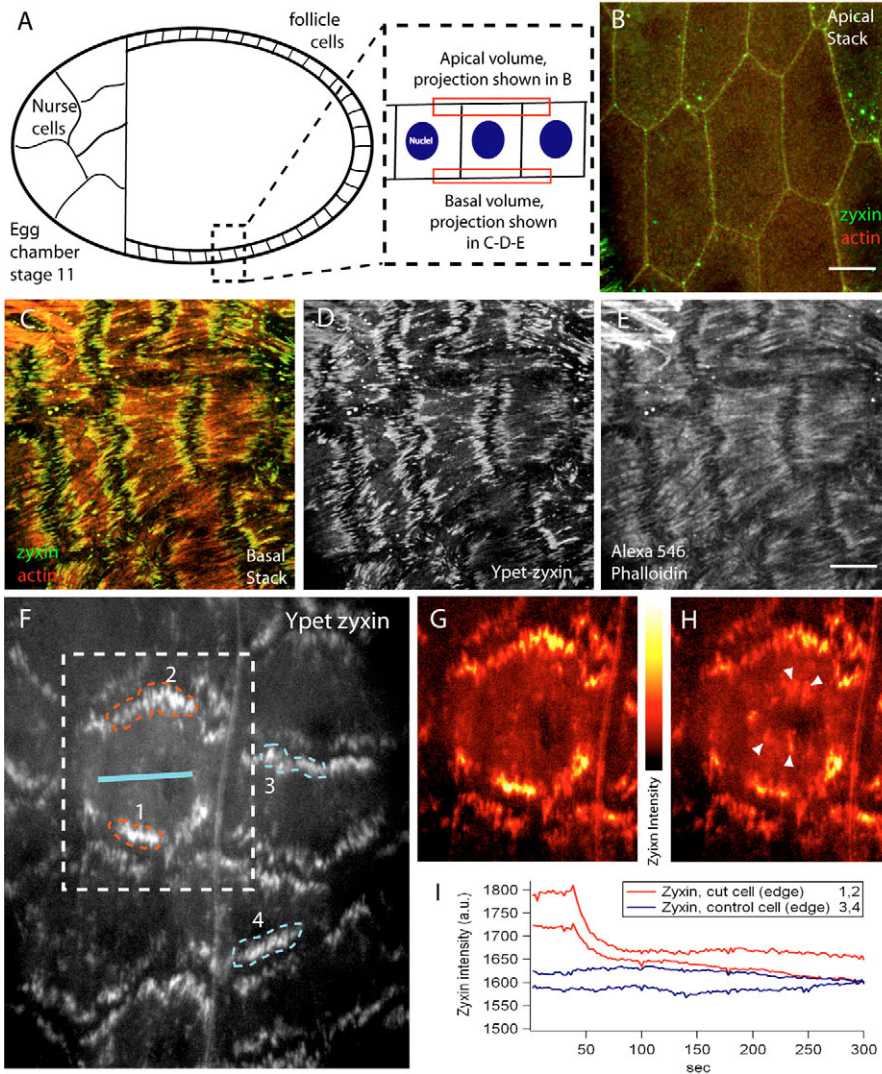 A
follicle
cells
Nurse
cells
Egg
chamber
stage 11
Apical volume,
projection shown in B
Nuclei
Basal volume,
projection shown
in C-D-E
B
Apical
Stack
zyxin
actin
C
zyxin
actin
Basal
Stack
D
Ypet-zyxin
E
Alexa 546
Phalloidin
F
Ypet zyxin
2
3
1
4
G
Zyixn Intensity
H
I
Zyxin intensity (a.u.)
1800
1750
1700
1650
1600
1550
1500
Zyxin, cut cell (edge) 1,2
Zyxin, control cell (edge) 3,4
50 100 150 200 250 300
sec